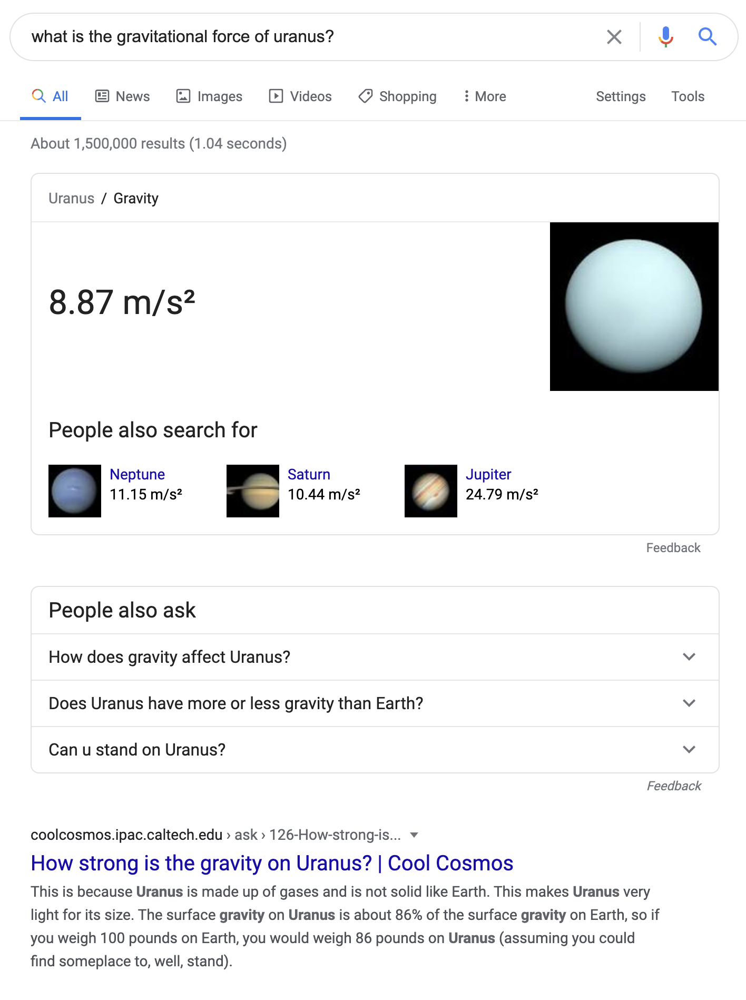 what is the gravitational force of uranus?
All News Images Videos Shopping More Settings Tools
About 1,500,000 results (1.04 seconds)
Uranus / Gravity
8.87 m/s²
People also search for
Neptune
11.15 m/s²
Saturn
10.44 m/s²
Jupiter
24.79 m/s²
Feedback
People also ask
How does gravity affect Uranus?
Does Uranus have more or less gravity than Earth?
Can u stand on Uranus?
Feedback
coolcosmos.ipac.caltech.edu › ask › 126-How-strong-is...
How strong is the gravity on Uranus? | Cool Cosmos
This is because Uranus is made up of gases and is not solid like Earth. This makes Uranus very
light for its size. The surface gravity on Uranus is about 86% of the surface gravity on Earth, so if
you weigh 100 pounds on Earth, you would weigh 86 pounds on Uranus (assuming you could
find someplace to, well, stand).